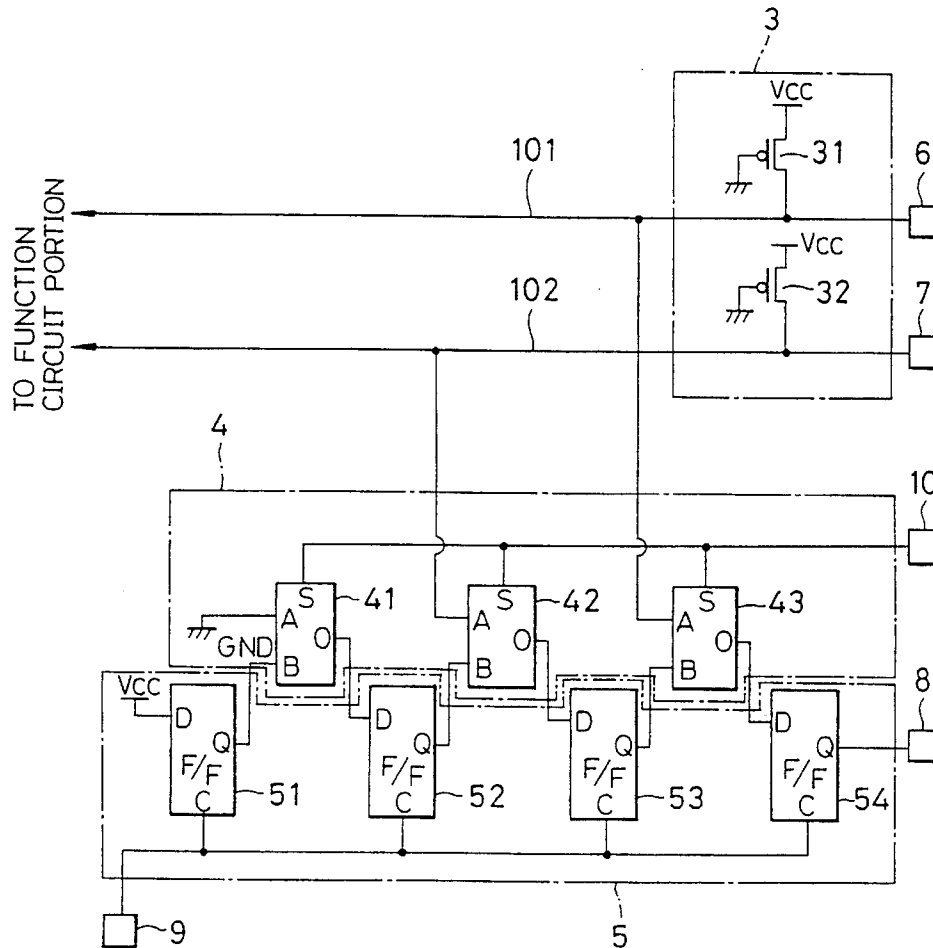 3
VCC
31
6
101
TO FUNCTION
CIRCUIT PORTION
VCC
102
32
7
4
10
S
41
S
42
S
43
A
O
GND
B
A
O
B
A
O
B
8
VCC
D
Q
F/F
C
51
D
Q
F/F
C
52
D
Q
F/F
C
53
D
Q
F/F
C
54
9
5